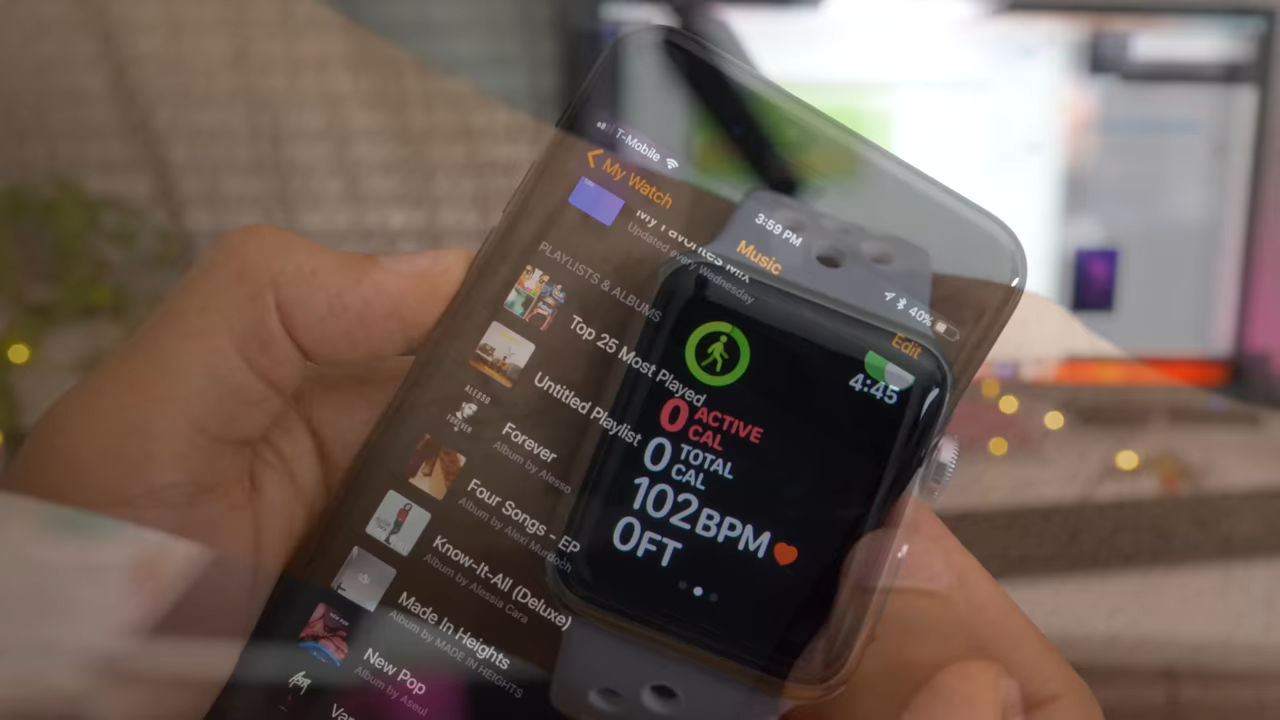 T-Mobile
3:59 PM
40%
My Watch
Music
Edit
My Favorites Mix
Updated every Wednesday
PLAYLISTS & ALBUMS
Top 25 Most Played
Untitled Playlist
ALESSO
FOREVER
Forever
Album by Alesso
Four Songs - EP
Album by Alexi Murdoch
Know-It-All (Deluxe)
Album by Alessia Cara
Made In Heights
Album by MADE IN HEIGHTS
New Pop
Album by Aseul
4:45
0 ACTIVE
CAL
0 TOTAL
CAL
102BPM
0FT